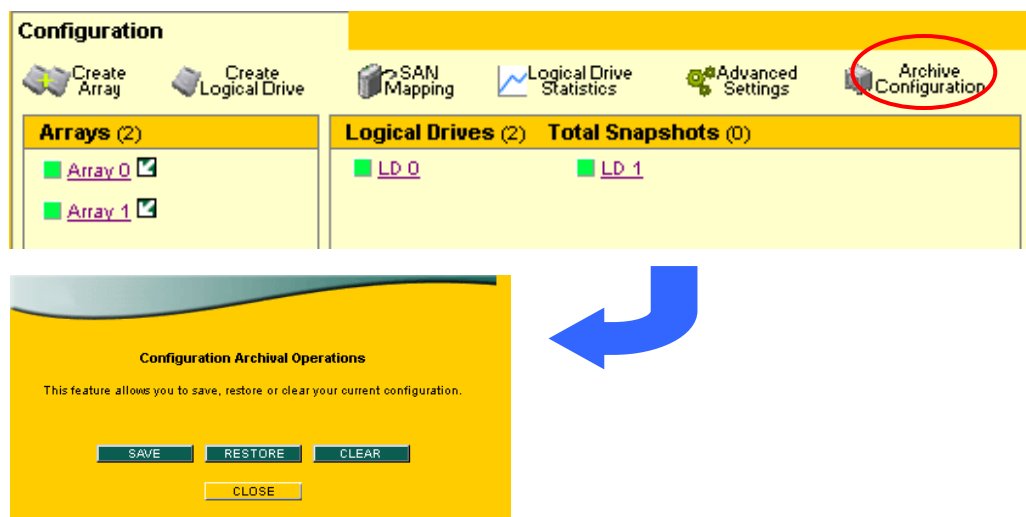 Configuration
Create Array
Create Logical Drive
SAN Mapping
Logical Drive Statistics
Advanced Settings
Archive Configuration
Arrays (2)
Logical Drives (2) Total Snapshots (0)
Array 0
LD 0 LD 1
Array 1
Configuration Archival Operations
This feature allows you to save, restore or clear your current configuration.
SAVE RESTORE CLEAR
CLOSE